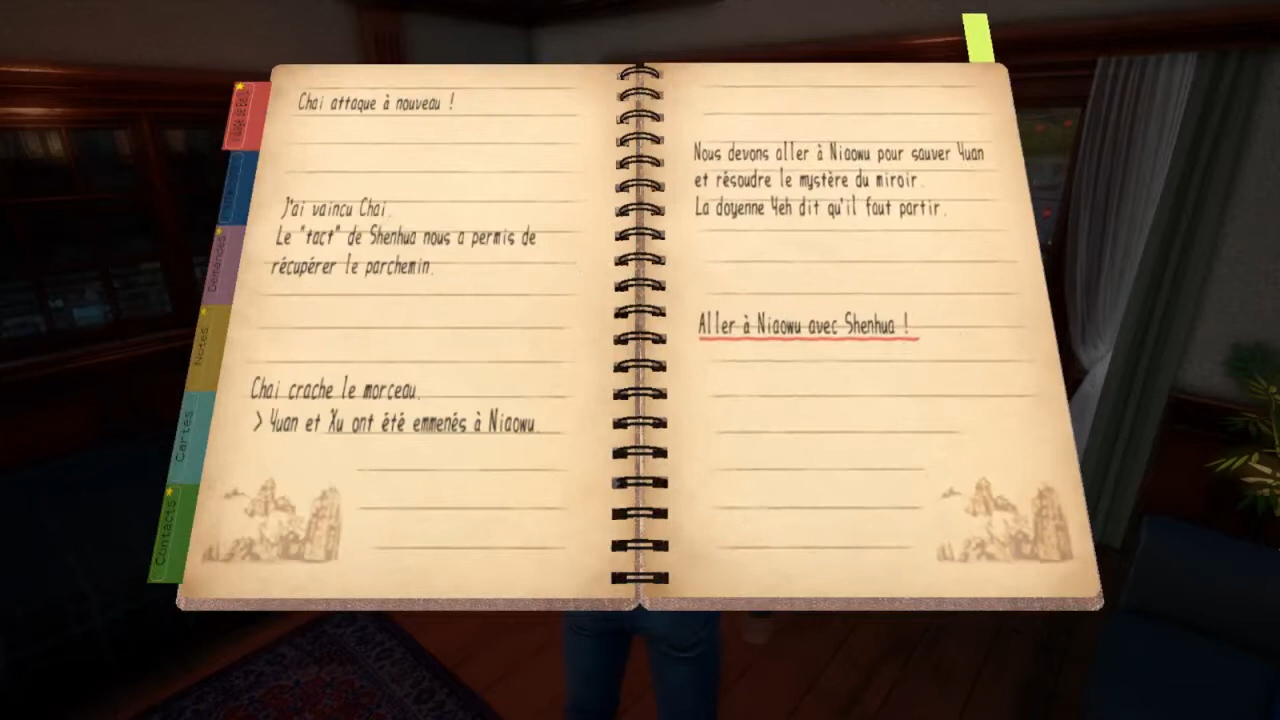 Chai attaque à nouveau !
J'ai vaincu Chai.
Le "tact" de Shenhua nous a permis de
récupérer le parchemin.
Chai crache le morceau.
> Yuan et Xu ont été emmenés à Niaowu.
Nous devons aller à Niaowu pour sauver Yuan
et résoudre le mystère du miroir.
La doyenne Yeh dit qu'il faut partir.
Aller à Niaowu avec Shenhua !
Demandes
Notes
Cartes
Contacts